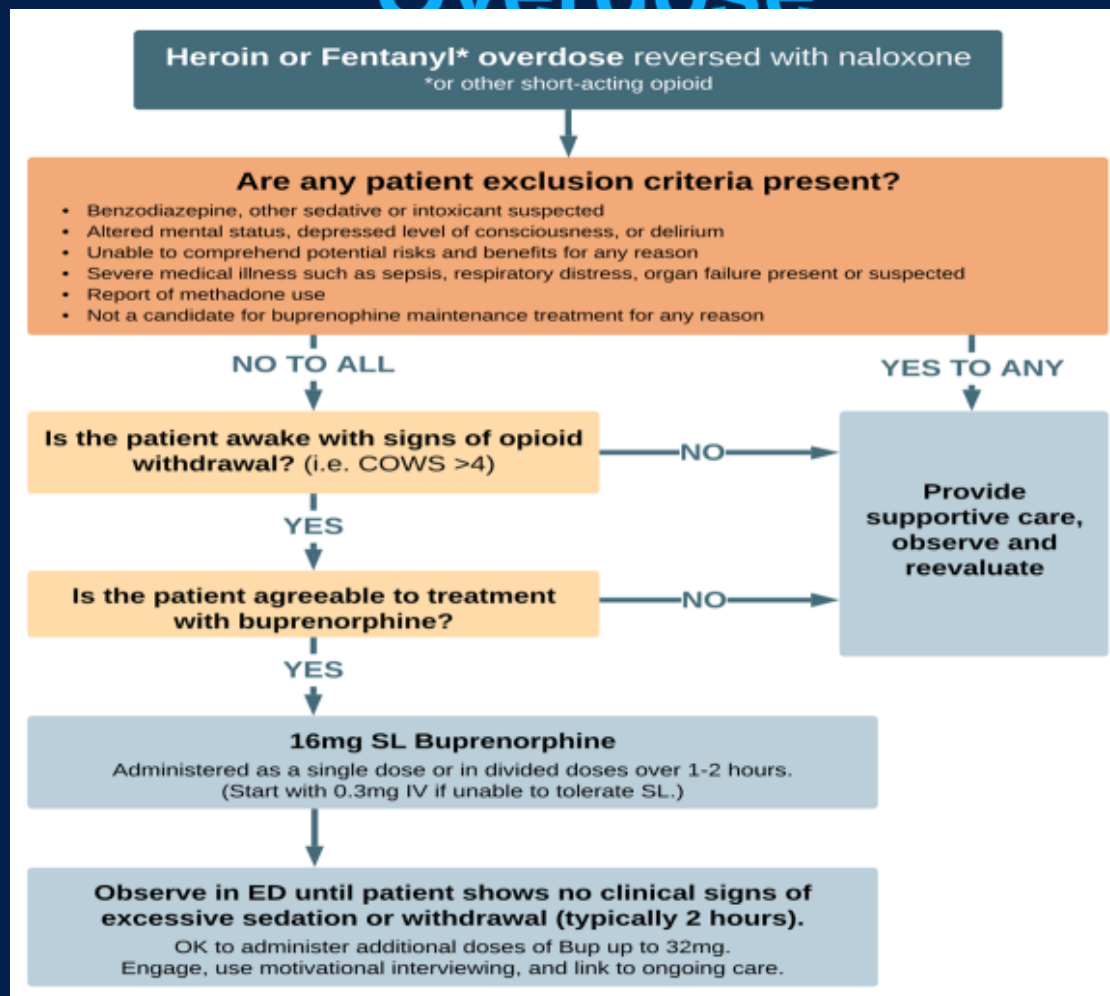 Overdose
Heroin or Fentanyl* overdose reversed with naloxone
*or other short-acting opioid
Are any patient exclusion criteria present?
• Benzodiazepine, other sedative or intoxicant suspected
• Altered mental status, depressed level of consciousness, or delirium
• Unable to comprehend potential risks and benefits for any reason
• Severe medical illness such as sepsis, respiratory distress, organ failure present or suspected
• Report of methadone use
• Not a candidate for buprenophine maintenance treatment for any reason
NO TO ALL
YES TO ANY
Is the patient awake with signs of opioid
withdrawal? (i.e. COWS >4)
NO
Provide
supportive care,
observe and
reevaluate
YES
Is the patient agreeable to treatment
with buprenorphine?
NO
YES
16mg SL Buprenorphine
Administered as a single dose or in divided doses over 1-2 hours.
(Start with 0.3mg IV if unable to tolerate SL.)
Observe in ED until patient shows no clinical signs of
excessive sedation or withdrawal (typically 2 hours).
OK to administer additional doses of Bup up to 32mg.
Engage, use motivational interviewing, and link to ongoing care.